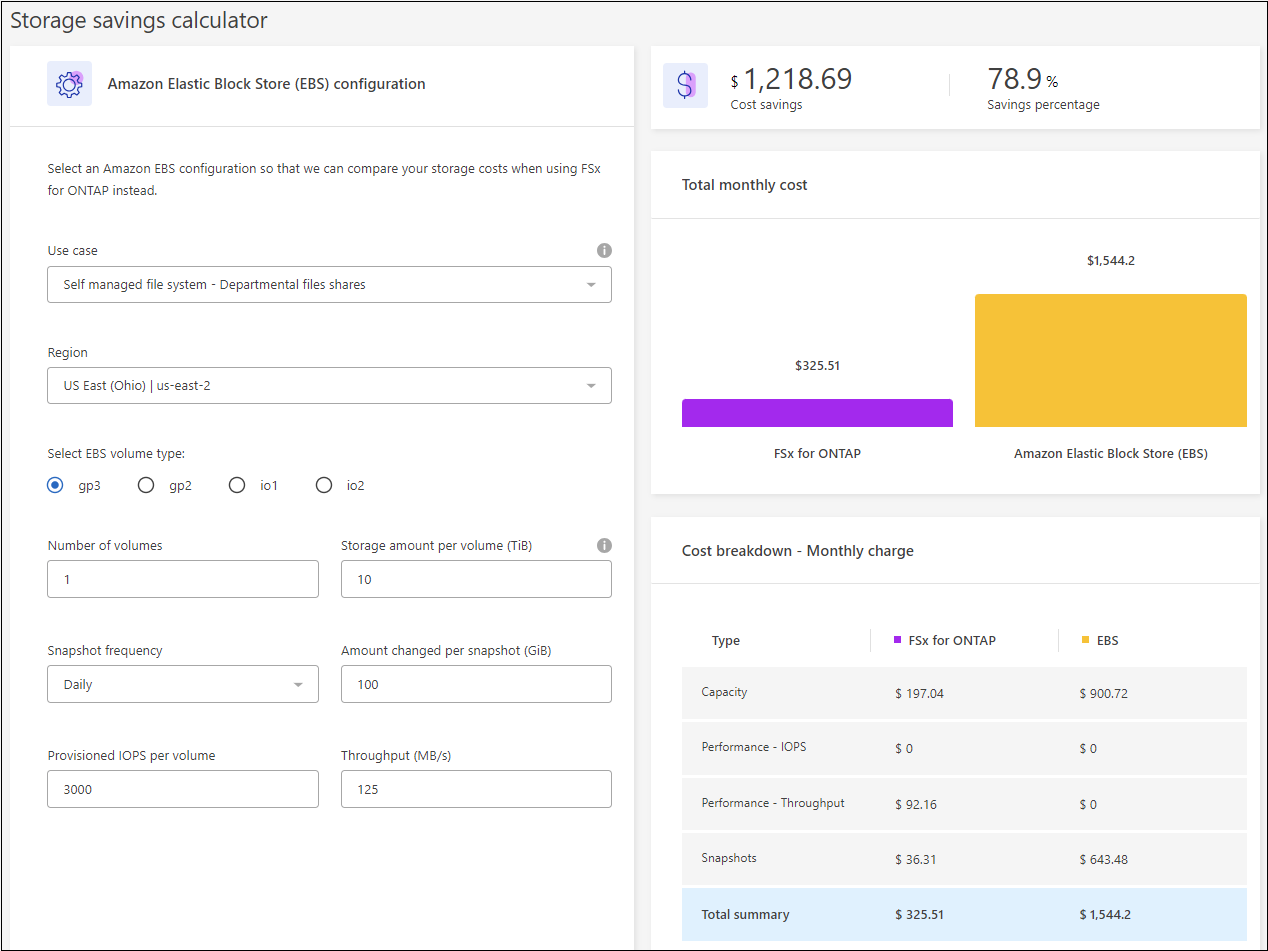 Storage savings calculator
Amazon Elastic Block Store (EBS) configuration
Select an Amazon EBS configuration so that we can compare your storage costs when using FSx
for ONTAP instead.
Use case
Self managed file system - Departmental files shares
Region
US East (Ohio) | us-east-2
Select EBS volume type:
gp3 gp2 io1 io2
Number of volumes Storage amount per volume (TiB)
1 10
Snapshot frequency Amount changed per snapshot (GiB)
Daily 100
Provisioned IOPS per volume Throughput (MB/s)
3000 125
$ 1,218.69 78.9 %
Cost savings Savings percentage
Total monthly cost
$1,544.2
$325.51
FSx for ONTAP Amazon Elastic Block Store (EBS)
Cost breakdown - Monthly charge
Type FSx for ONTAP EBS
Capacity $ 197.04 $ 900.72
Performance - IOPS $ 0 $ 0
Performance - Throughput $ 92.16 $ 0
Snapshots $ 36.31 $ 643.48
Total summary $ 325.51 $ 1,544.2